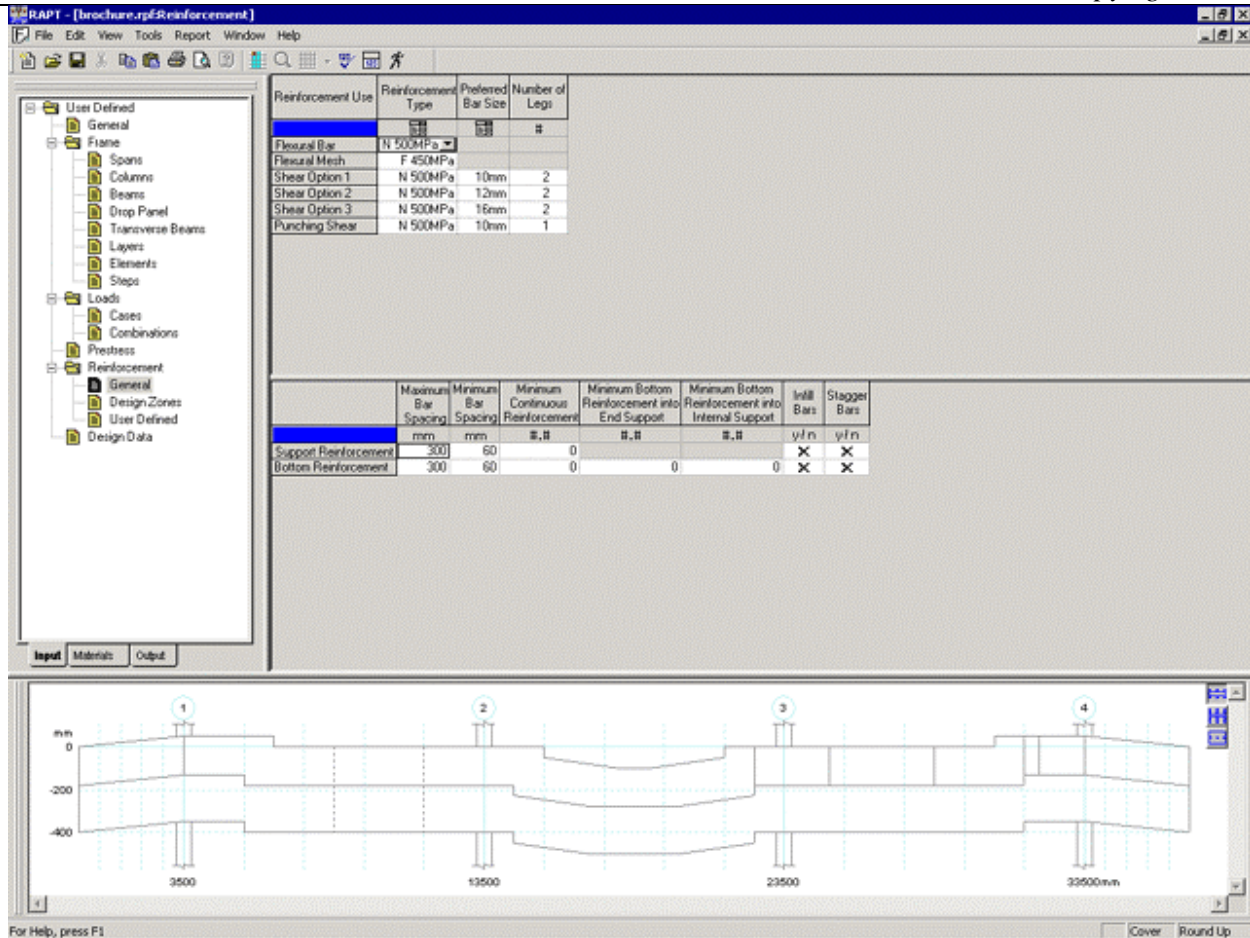 RAPT - [brochure.rpf:Reinforcement]
File Edit View Tools Report Window Help
User Defined
General
Frame
Spans
Columns
Beams
Drop Panel
Transverse Beams
Layers
Elements
Steps
Loads
Cases
Combinations
Prestress
Reinforcement
General
Design Zones
User Defined
Design Data
Input Materials Output
Reinforcement Use Reinforcement Type Preferred Bar Size Number of Legs
#
Flexural Bar N 500MPa
Flexural Mesh F 450MPa
Shear Option 1 N 500MPa 10mm 2
Shear Option 2 N 500MPa 12mm 2
Shear Option 3 N 500MPa 16mm 2
Punching Shear N 500MPa 10mm 1
Maximum Bar Spacing Minimum Bar Spacing Minimum Continuous Reinforcement Minimum Bottom Reinforcement into End Support Minimum Bottom Reinforcement into Internal Support Infill Bars Stagger Bars
mm mm #.# #.# #.# y/n y/n
Support Reinforcement 300 60 0
Bottom Reinforcement 300 60 0 0 0
1 2 3 4
mm
0
-200
-400
3500 13500 23500 33500mm
For Help, press F1 Cover Round Up